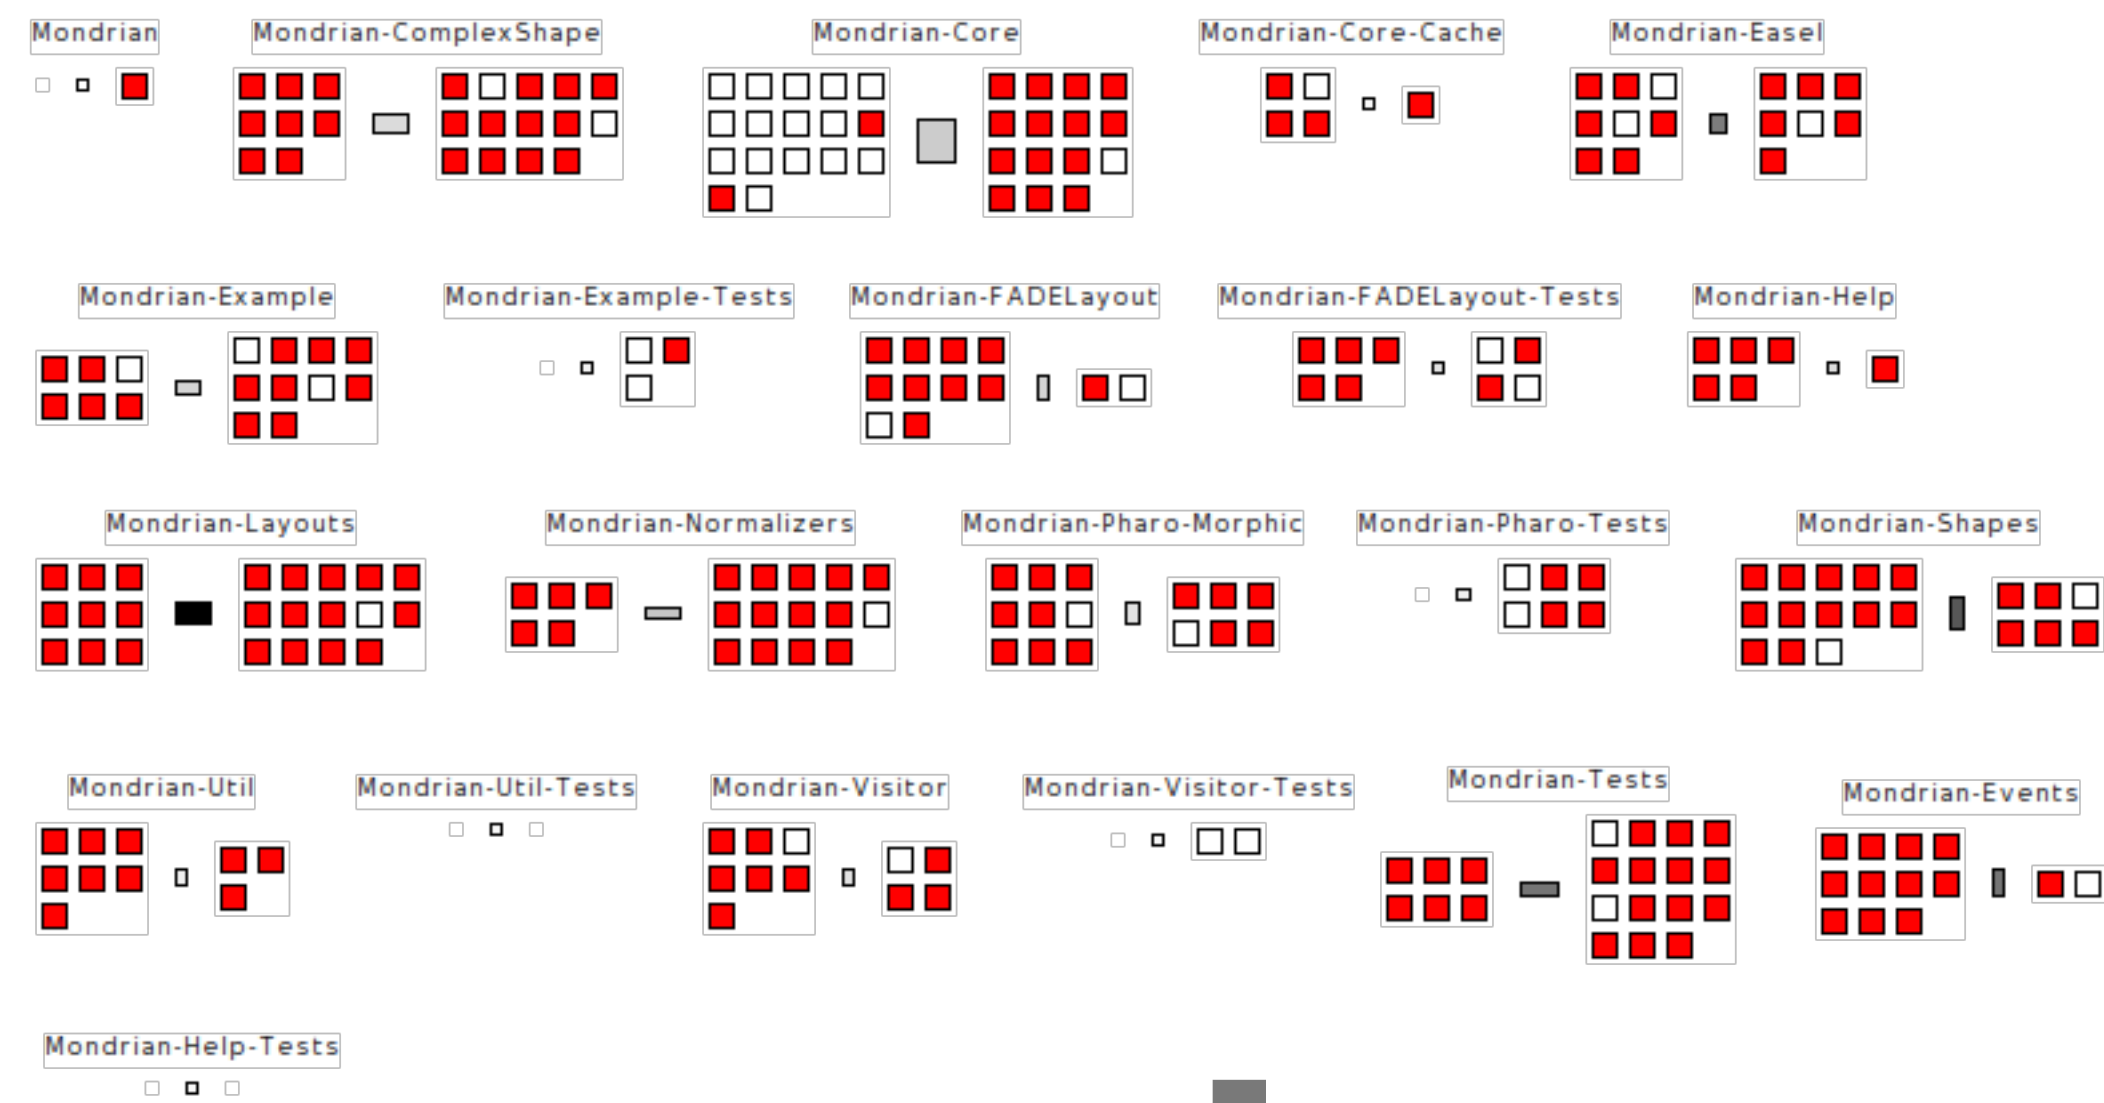 Mondrian
Mondrian-ComplexShape
Mondrian-Core
Mondrian-Core-Cache
Mondrian-Easel
Mondrian-Example
Mondrian-Example-Tests
Mondrian-FADELayout
Mondrian-FADELayout-Tests
Mondrian-Help
Mondrian-Layouts
Mondrian-Normalizers
Mondrian-Pharo-Morphic
Mondrian-Pharo-Tests
Mondrian-Shapes
Mondrian-Util
Mondrian-Util-Tests
Mondrian-Visitor
Mondrian-Visitor-Tests
Mondrian-Tests
Mondrian-Events
Mondrian-Help-Tests